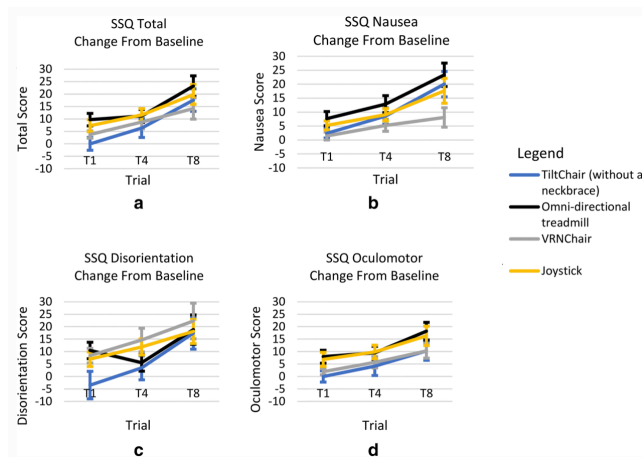 SSQ Total
Change From Baseline
30
25
20
15
10
5
0
-5
-10
Total Score
T1 T4 T8
Trial
a
SSQ Nausea
Change From Baseline
30
25
20
15
10
5
0
-5
-10
Nausea Score
T1 T4 T8
Trial
b
Legend
TiltChair (without a
neckbrace)
Omni-directional
treadmill
VRNChair
Joystick
SSQ Disorientation
Change From Baseline
30
25
20
15
10
5
0
-5
-10
Disorientation Score
T1 T4 T8
Trial
c
SSQ Oculomotor
Change From Baseline
30
25
20
15
10
5
0
-5
-10
Oculomotor Score
T1 T4 T8
Trial
d